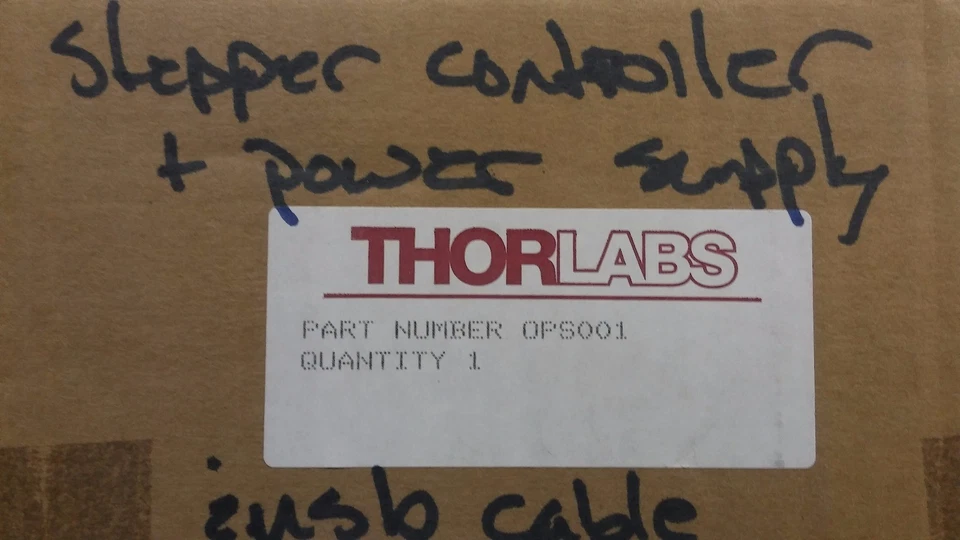 Stepper controller
+ power supply
THORLABS
PART NUMBER OPS001
QUANTITY 1
usb cable